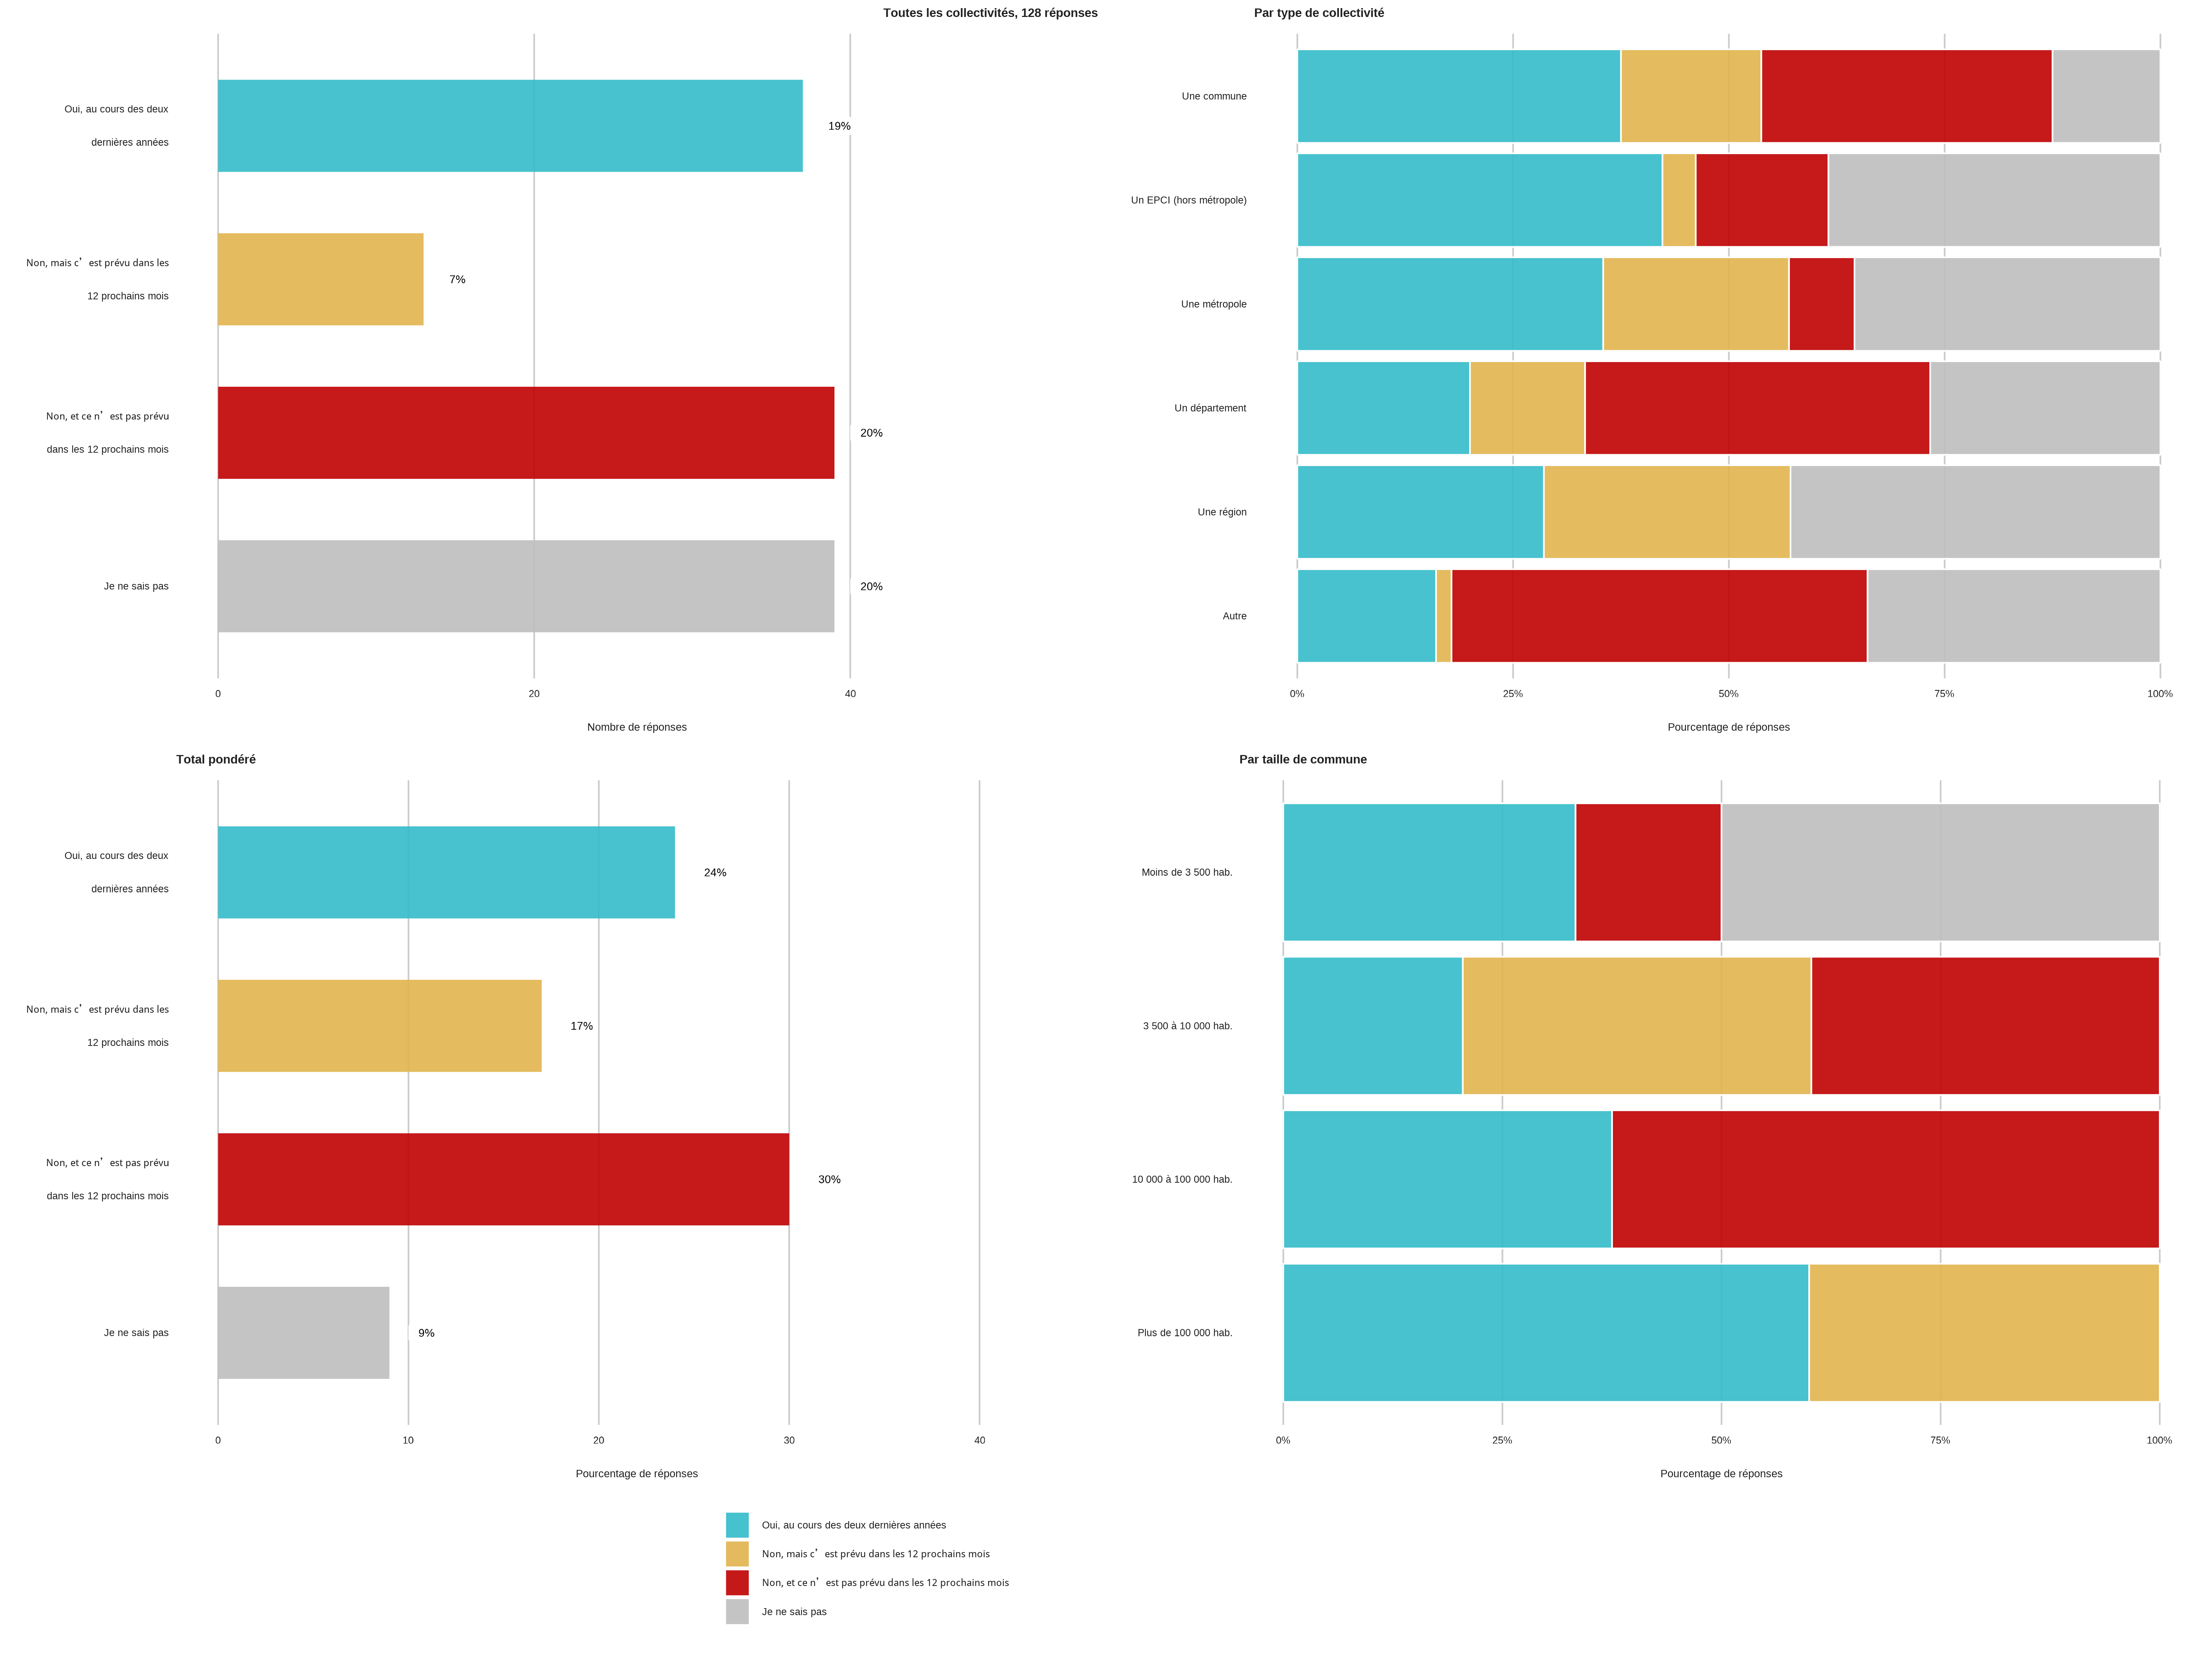 Toutes les collectivités, 128 réponses
Oui, au cours des deux
dernières années
19%
Non, mais c’est prévu dans les
12 prochains mois
7%
Non, et ce n’est pas prévu
dans les 12 prochains mois
20%
Je ne sais pas
20%
0 20 40
Nombre de réponses
Par type de collectivité
Une commune
Un EPCI (hors métropole)
Une métropole
Un département
Une région
Autre
0% 25% 50% 75% 100%
Pourcentage de réponses
Total pondéré
Oui, au cours des deux
dernières années
24%
Non, mais c’est prévu dans les
12 prochains mois
17%
Non, et ce n’est pas prévu
dans les 12 prochains mois
30%
Je ne sais pas
9%
0 10 20 30 40
Pourcentage de réponses
Par taille de commune
Moins de 3 500 hab.
3 500 à 10 000 hab.
10 000 à 100 000 hab.
Plus de 100 000 hab.
0% 25% 50% 75% 100%
Pourcentage de réponses
Oui, au cours des deux dernières années
Non, mais c’est prévu dans les 12 prochains mois
Non, et ce n’est pas prévu dans les 12 prochains mois
Je ne sais pas